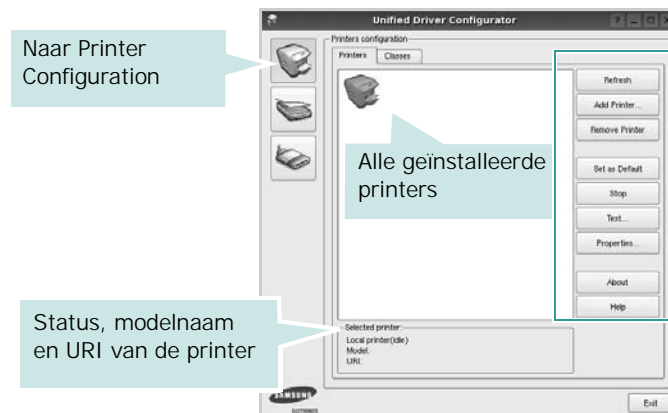 Unified Driver Configurator
Naar Printer
Configuration
Printers configuration
Printers
Classes
Refresh
Add Printer...
Remove Printer
Alle geïnstalleerde
printers
Set as Default
Stop
Test...
Properties...
About
Help
Status, modelnaam
en URI van de printer
Selected printer:
Local printer(idle)
Model:
URI:
SAMSUNG
Exit